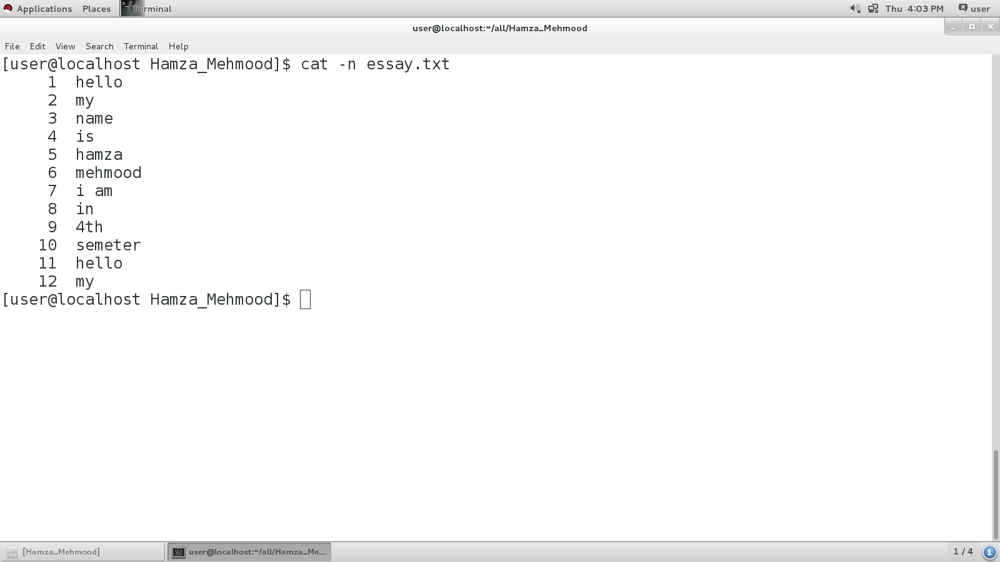 Applications Places Terminal Thu 4:03 PM user
user@localhost:~/all/Hamza_Mehmood
File Edit View Search Terminal Help
[user@localhost Hamza_Mehmood]$ cat -n essay.txt
1 hello
2 my
3 name
4 is
5 hamza
6 mehmood
7 i am
8 in
9 4th
10 semeter
11 hello
12 my
[user@localhost Hamza_Mehmood]$
[Hamza_Mehmood] user@localhost:~/all/Hamza_Me... 1 / 4 1